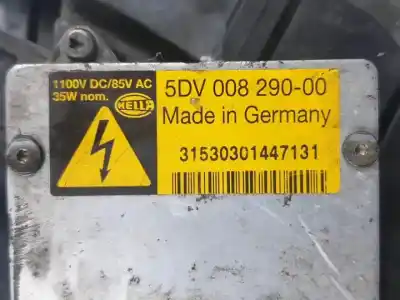 1100V DC/85V AC
35W nom.
HELLA
5DV 008 290-00
Made in Germany
31530301447131